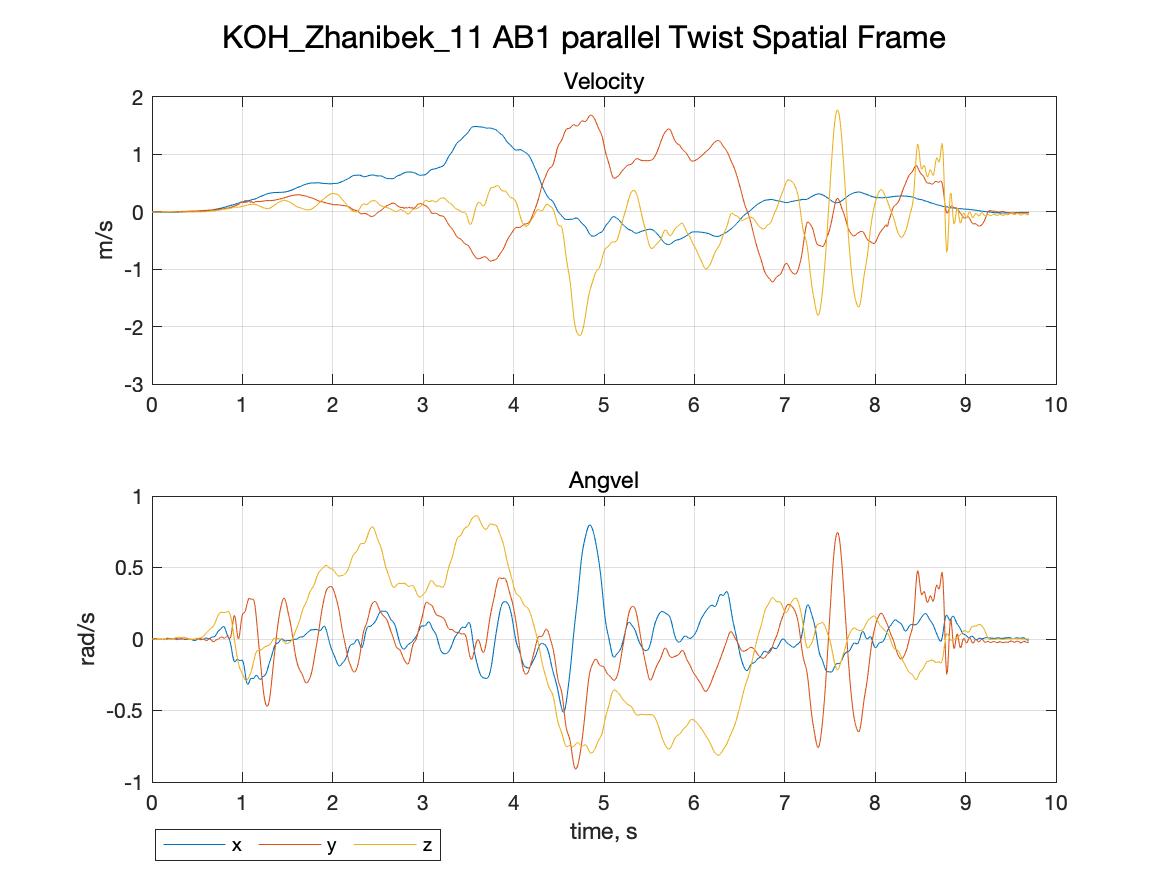 KOH_Zhanibek_11 AB1 parallel Twist Spatial Frame
Velocity
2
1
0
-1
-2
-3
m/s
0 1 2 3 4 5 6 7 8 9 10
Angvel
1
0.5
0
-0.5
-1
rad/s
0 1 2 3 4 5 6 7 8 9 10
time, s
x y z